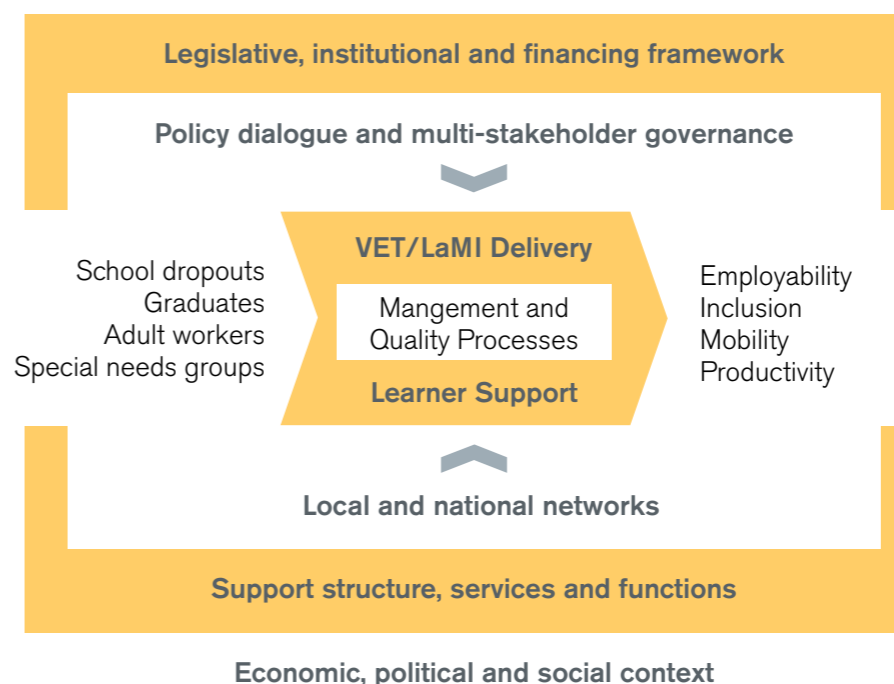 Legislative, institutional and financing framework
Policy dialogue and multi-stakeholder governance
School dropouts
Graduates
Adult workers
Special needs groups
VET/LaMI Delivery
Mangement and
Quality Processes
Learner Support
Employability
Inclusion
Mobility
Productivity
Local and national networks
Support structure, services and functions
Economic, political and social context